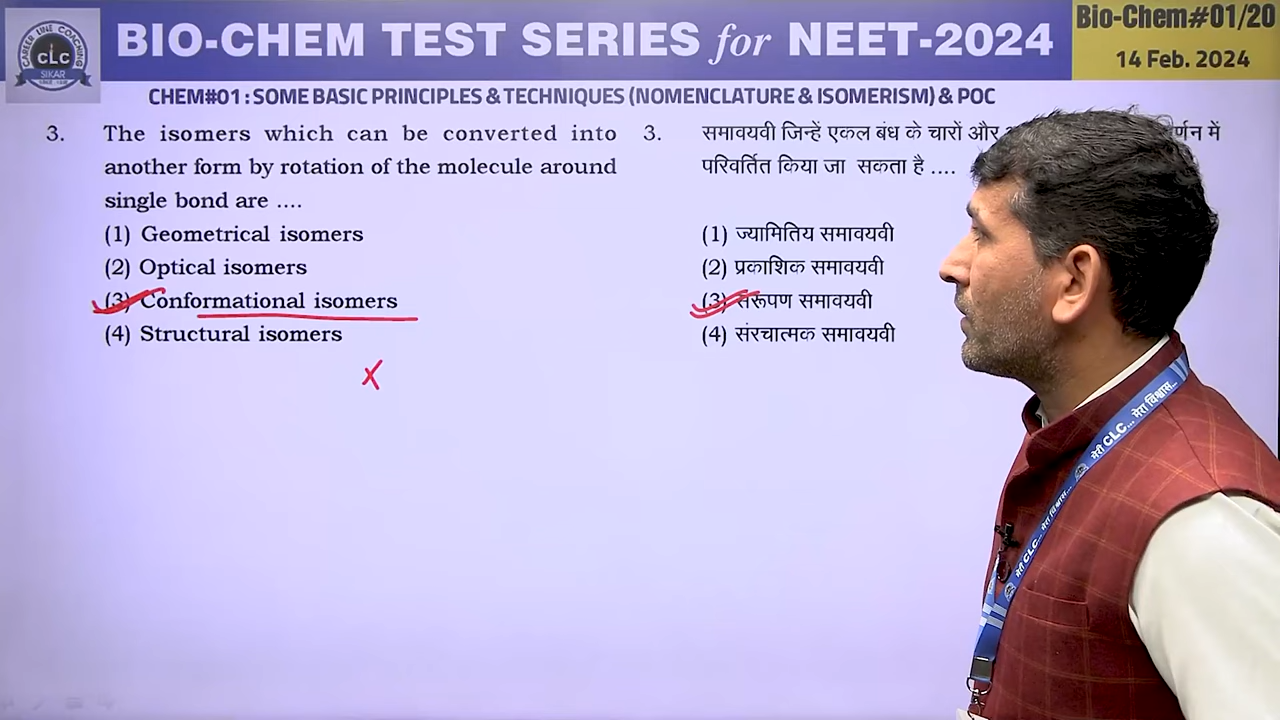 BIO-CHEM TEST SERIES for NEET-2024
Bio-Chem#01/20
14 Feb. 2024
CAREER LINE COACHING
CLC
SIKAR
CHEM#01 : SOME BASIC PRINCIPLES & TECHNIQUES (NOMENCLATURE & ISOMERISM) & POC
3. The isomers which can be converted into
another form by rotation of the molecule around
single bond are ....
(1) Geometrical isomers
(2) Optical isomers
(3) Conformational isomers
(4) Structural isomers
X
3. समावयवी जिन्हें एकल बंध के चारों और
परिवर्तित किया जा सकता है ....
(1) ज्यामितिय समावयवी
(2) प्रकाशिक समावयवी
(3) संरूपण समावयवी
(4) संरचात्मक समावयवी
मेरी CLC... मेरा विश्वास...